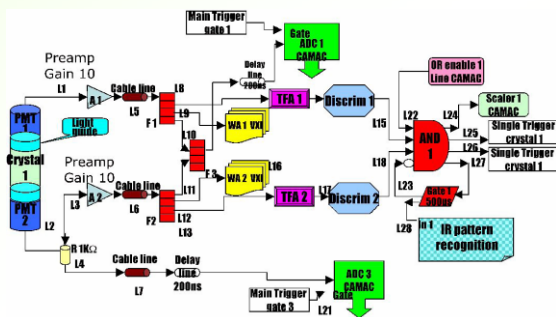 Main Trigger
gate 1
Gate
ADC 1
CAMAC
Preamp
Gain 10
Delay
line
200ns
OR enable 1
Line CAMAC
L1
A 1
Cable line
L5
L8
L9
F 1
TFA 1
Discrim 1
L22
L24
Scaler 1
CAMAC
PMT
1
Light
guide
WA 1 VXI
L10
L15
AND
1
L25
Single Trigger
crystal 1
Crystal
1
Preamp
Gain 10
L18
L26
Single Trigger
crystal 1
L16
F 3
WA 2 VXI
L11
L27
PMT
2
L3
A 2
Cable line
L6
F2
L12
L13
TFA 2
L17
Discrim 2
L23
Gate 1
500ns
L2
R 1KΩ
L4
L28
In 1
IR pattern
recognition
Cable line
L7
Delay
line
200ns
ADC 3
CAMAC
Main Trigger
gate 3
Gate
L21